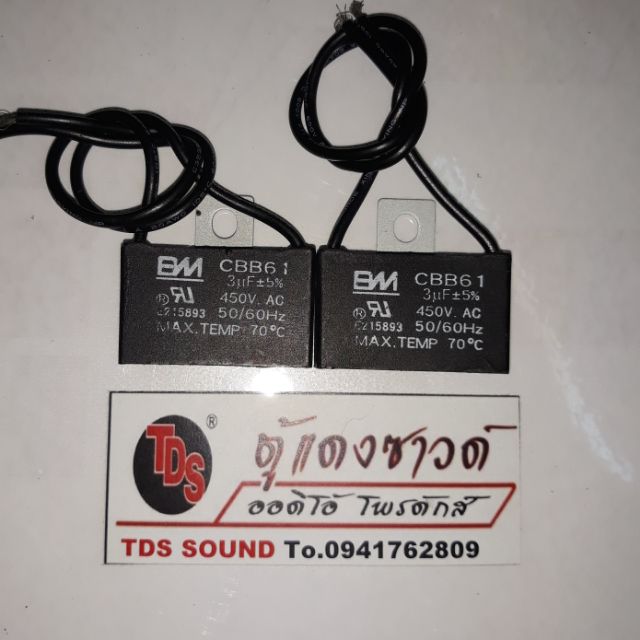 BM CBB61
3µF±5%
450V. AC
E215893 50/60Hz
MAX.TEMP 70°C
BM CBB61
3µF±5%
450V. AC
E215893 50/60Hz
MAX.TEMP 70°C
TDS ®
ตู้แดงซาวด์
ออดิโอ้ โพรดักส์
TDS SOUND To.0941762809